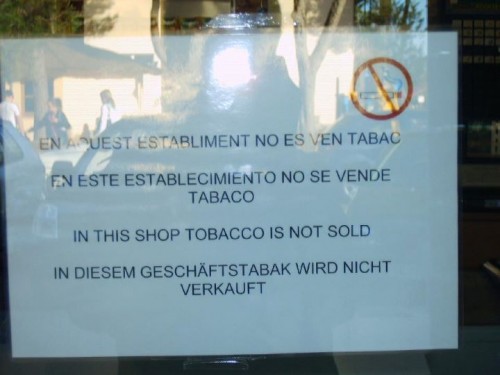 EN AQUEST ESTABLIMENT NO ES VEN TABAC
EN ESTE ESTABLECIMIENTO NO SE VENDE
TABACO
IN THIS SHOP TOBACCO IS NOT SOLD
IN DIESEM GESCHÄFTSTABAK WIRD NICHT
VERKAUFT